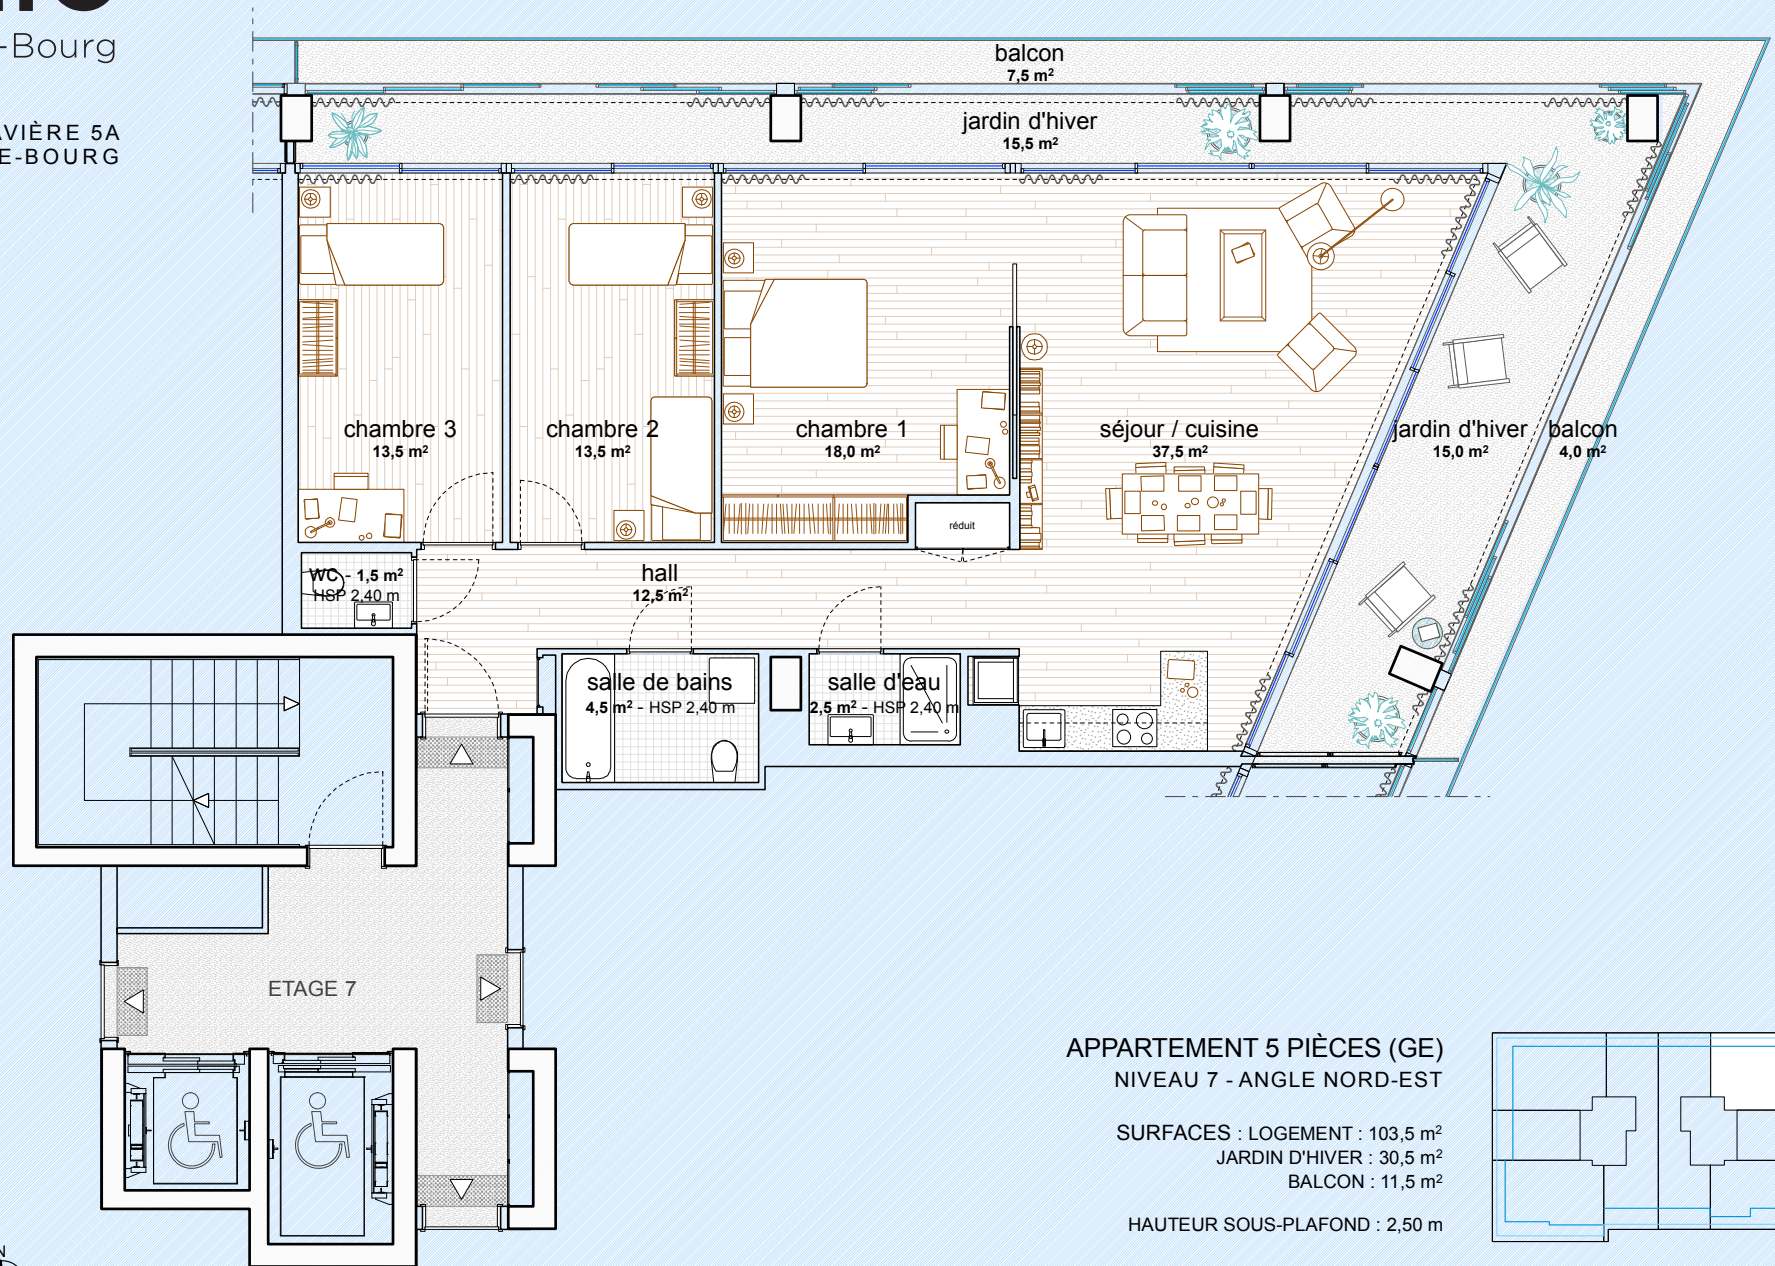 -Bourg
balcon
7,5 m²
jardin d'hiver
15,5 m²
chambre 3
13,5 m²
chambre 2
13,5 m²
chambre 1
18,0 m²
séjour / cuisine
37,5 m²
jardin d'hiver
15,0 m²
balcon
4,0 m²
réduit
WC - 1,5 m²
HSP 2,40 m
hall
12,5 m²
salle de bains
4,5 m² - HSP 2,40 m
salle d'eau
2,5 m² - HSP 2,40 m
ETAGE 7
APPARTEMENT 5 PIÈCES (GE)
NIVEAU 7 - ANGLE NORD-EST
SURFACES : LOGEMENT : 103,5 m²
JARDIN D'HIVER : 30,5 m²
BALCON : 11,5 m²
HAUTEUR SOUS-PLAFOND : 2,50 m
AVIÈRE 5A
E-BOURG
N